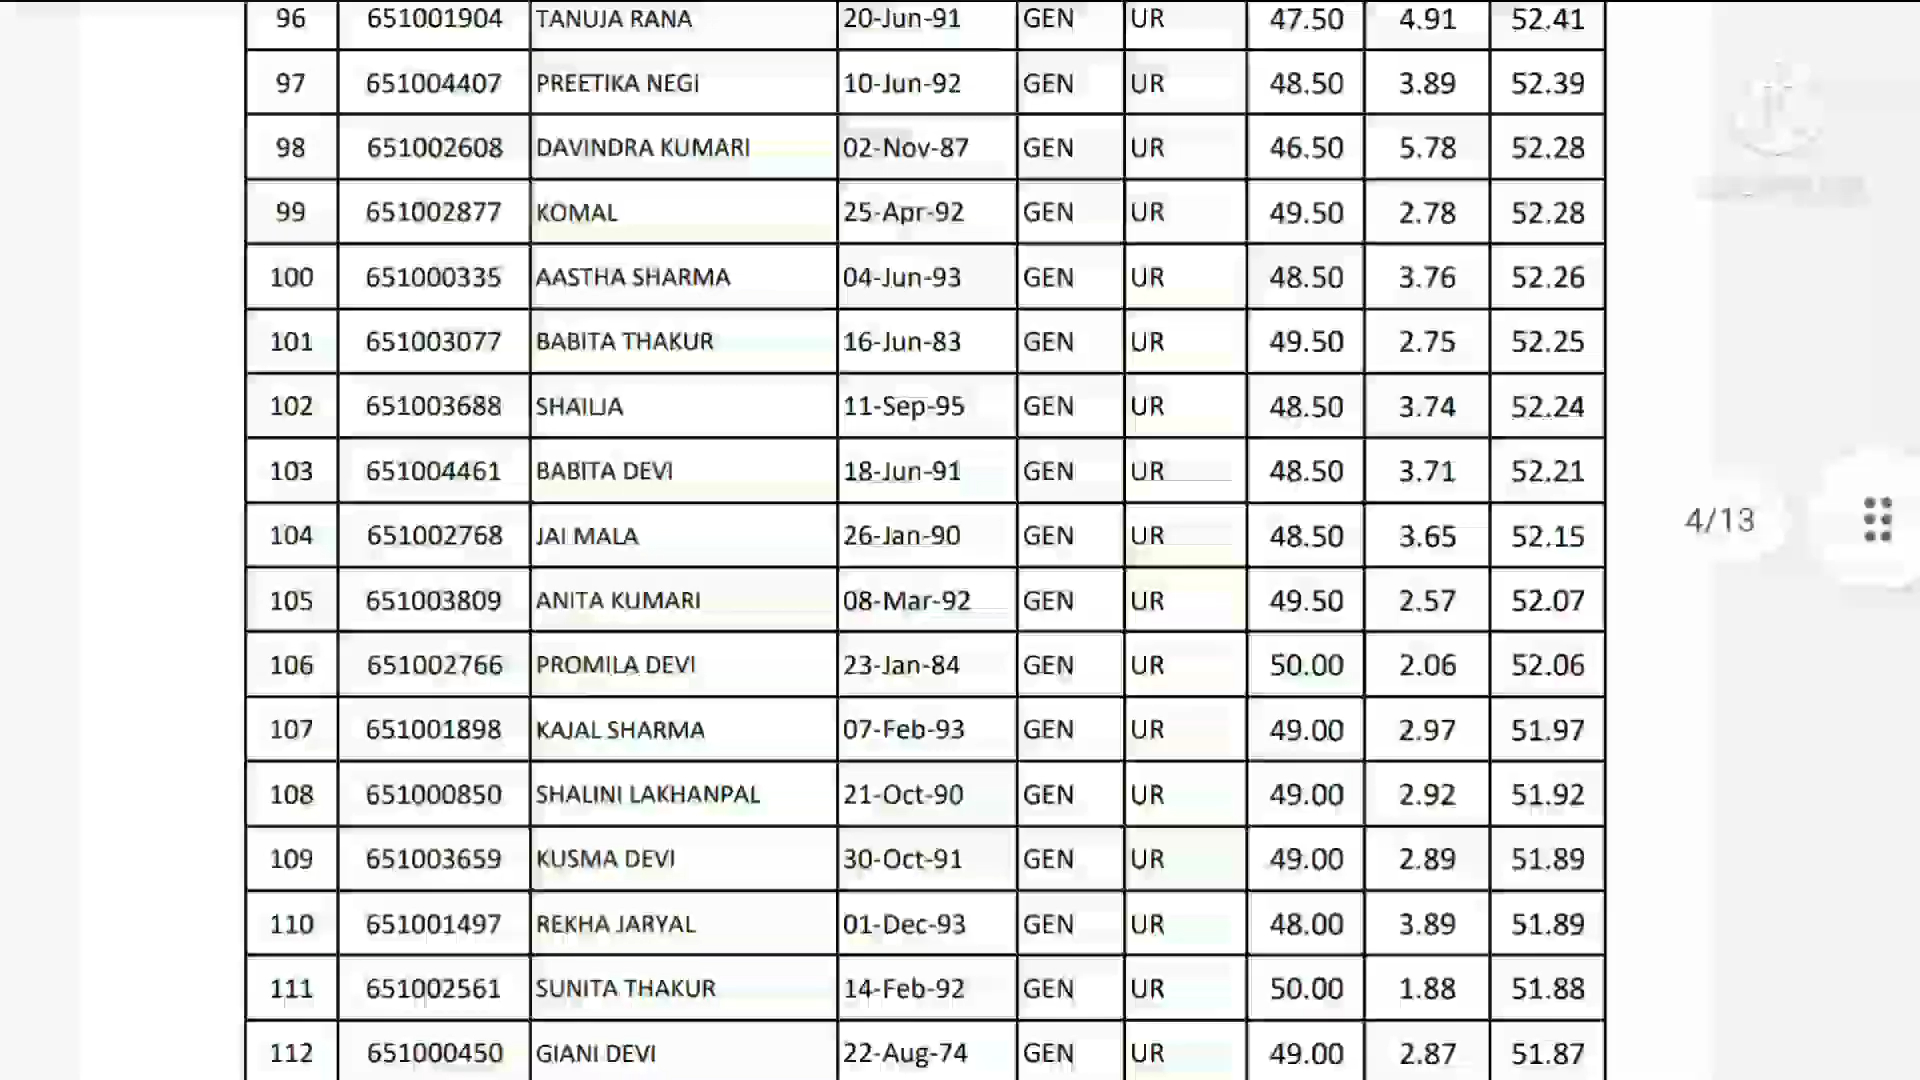 96 651001904 TANUJA RANA 20-Jun-91 GEN UR 47.50 4.91 52.41
97 651004407 PREETIKA NEGI 10-Jun-92 GEN UR 48.50 3.89 52.39
98 651002608 DAVINDRA KUMARI 02-Nov-87 GEN UR 46.50 5.78 52.28
99 651002877 KOMAL 25-Apr-92 GEN UR 49.50 2.78 52.28
100 651000335 AASTHA SHARMA 04-Jun-93 GEN UR 48.50 3.76 52.26
101 651003077 BABITA THAKUR 16-Jun-83 GEN UR 49.50 2.75 52.25
102 651003688 SHAILJA 11-Sep-95 GEN UR 48.50 3.74 52.24
103 651004461 BABITA DEVI 18-Jun-91 GEN UR 48.50 3.71 52.21
104 651002768 JAI MALA 26-Jan-90 GEN UR 48.50 3.65 52.15
105 651003809 ANITA KUMARI 08-Mar-92 GEN UR 49.50 2.57 52.07
106 651002766 PROMILA DEVI 23-Jan-84 GEN UR 50.00 2.06 52.06
107 651001898 KAJAL SHARMA 07-Feb-93 GEN UR 49.00 2.97 51.97
108 651000850 SHALINI LAKHANPAL 21-Oct-90 GEN UR 49.00 2.92 51.92
109 651003659 KUSMA DEVI 30-Oct-91 GEN UR 49.00 2.89 51.89
110 651001497 REKHA JARYAL 01-Dec-93 GEN UR 48.00 3.89 51.89
111 651002561 SUNITA THAKUR 14-Feb-92 GEN UR 50.00 1.88 51.88
112 651000450 GIANI DEVI 22-Aug-74 GEN UR 49.00 2.87 51.87
4/13